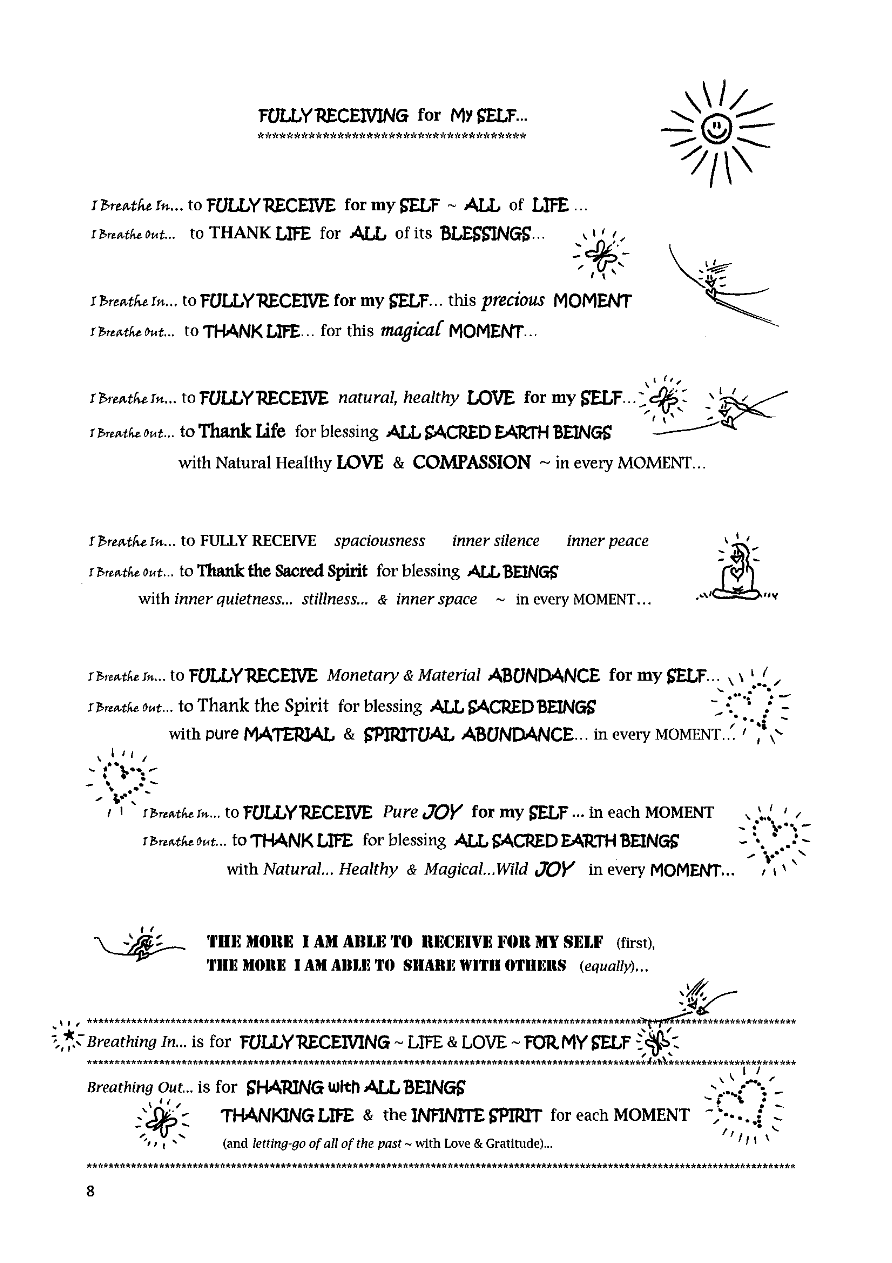 FULLY RECEIVING for My SELF...
*************************************
I Breathe In... to FULLY RECEIVE for my SELF ~ ALL of LIFE ...
I Breathe Out... to THANK LIFE for ALL of its BLESSINGS...
I Breathe In... to FULLY RECEIVE for my SELF... this precious MOMENT
I Breathe Out... to THANK LIFE... for this magical MOMENT...
I Breathe In... to FULLY RECEIVE natural, healthy LOVE for my SELF...
I Breathe Out... to Thank Life for blessing ALL SACRED EARTH BEINGS
with Natural Healthy LOVE & COMPASSION ~ in every MOMENT...
I Breathe In... to FULLY RECEIVE spaciousness inner silence inner peace
I Breathe Out... to Thank the Sacred Spirit for blessing ALL BEINGS
with inner quietness... stillness... & inner space ~ in every MOMENT...
I Breathe In... to FULLY RECEIVE Monetary & Material ABUNDANCE for my SELF...
I Breathe Out... to Thank the Spirit for blessing ALL SACRED BEINGS
with pure MATERIAL & SPIRITUAL ABUNDANCE... in every MOMENT...
I Breathe In... to FULLY RECEIVE Pure JOY for my SELF ... in each MOMENT
I Breathe Out... to THANK LIFE for blessing ALL SACRED EARTH BEINGS
with Natural... Healthy & Magical...Wild JOY in every MOMENT...
THE MORE I AM ABLE TO RECEIVE FOR MY SELF (first),
THE MORE I AM ABLE TO SHARE WITH OTHERS (equally)...
Breathing In... is for FULLY RECEIVING ~ LIFE & LOVE ~ FOR MY SELF
Breathing Out... is for SHARING with ALL BEINGS
THANKING LIFE & the INFINITE SPIRIT for each MOMENT
(and letting-go of all of the past ~ with Love & Gratitude)...
8